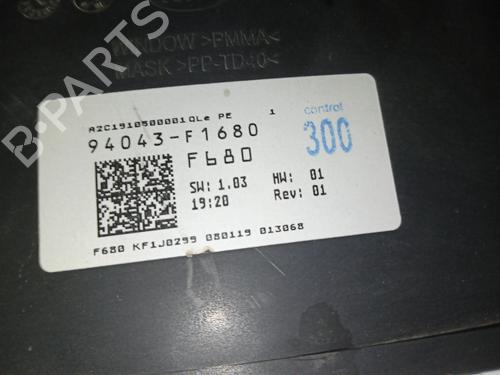 WINDOW >PMMA<
MASK >PP-TD40<
A2C1910500001QLe PE 1
control
94043-F1680
300
F680
SW: 1.03 HW: 01
19:20 Rev: 01
F680 KF1J0299 080119 013068
B-PARTS